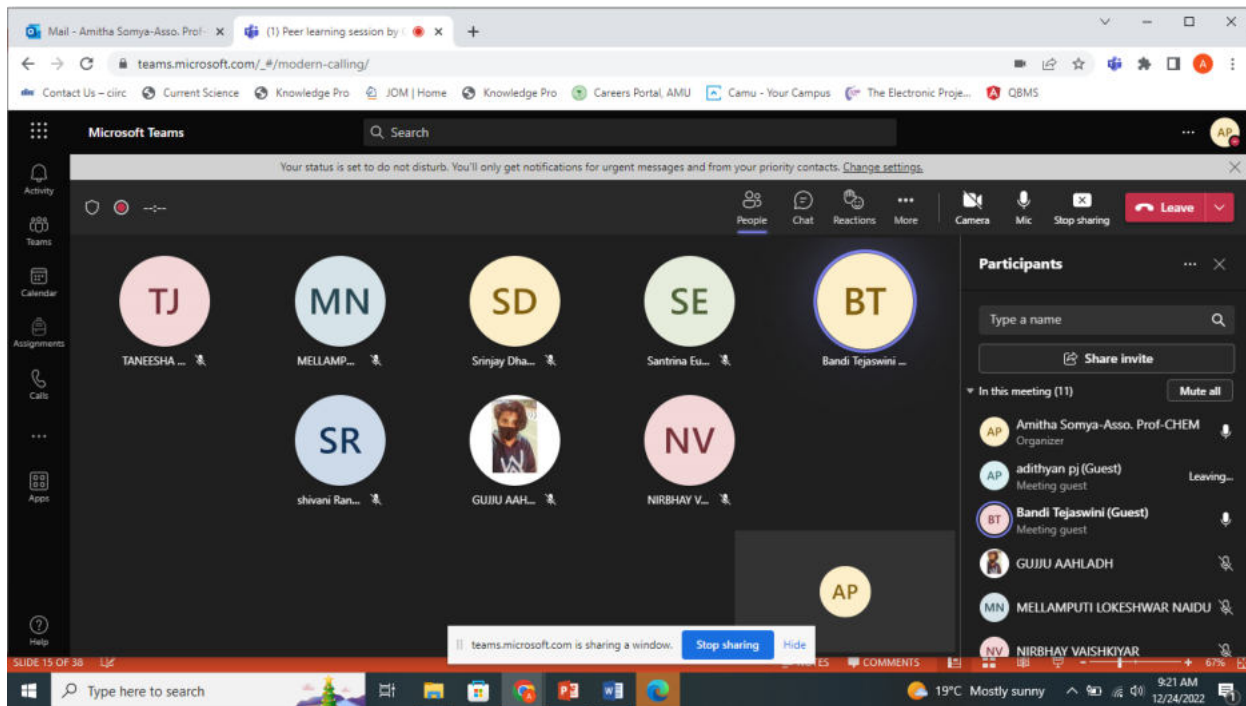 Mail - Amitha Somya-Asso. Prof-
(1) Peer learning session by
teams.microsoft.com/_#/modern-calling/
A
Contact Us – ciirc
Current Science
Knowledge Pro
JOM | Home
Knowledge Pro
Careers Portal, AMU
Camu - Your Campus
The Electronic Proje...
QBMS
Microsoft Teams
Search
AP
Your status is set to do not disturb. You'll only get notifications for urgent messages and from your priority contacts. Change settings.
Activity
Teams
Calendar
Assignments
Calls
Apps
Help
--:--
People
Chat
Reactions
More
Camera
Mic
Stop sharing
Leave
TJ
TANEESHA ...
MN
MELLAMP...
SD
Srinjay Dha...
SE
Santrina Eu...
BT
Bandi Tejaswini ...
SR
shivani Ran...
GUJJU AAH...
NV
NIRBHAY V...
AP
Participants
Type a name
Share invite
In this meeting (11)
Mute all
AP
Amitha Somya-Asso. Prof-CHEM
Organizer
AP
adithyan pj (Guest)
Meeting guest
Leaving...
BT
Bandi Tejaswini (Guest)
Meeting guest
GUJJU AAHLADH
MN
MELLAMPUTI LOKESHWAR NAIDU
NV
NIRBHAY VAISHKIYAR
teams.microsoft.com is sharing a window.
Stop sharing
Hide
SLIDE 15 OF 38
COMMENTS
67%
Type here to search
19°C Mostly sunny
9:21 AM
12/24/2022